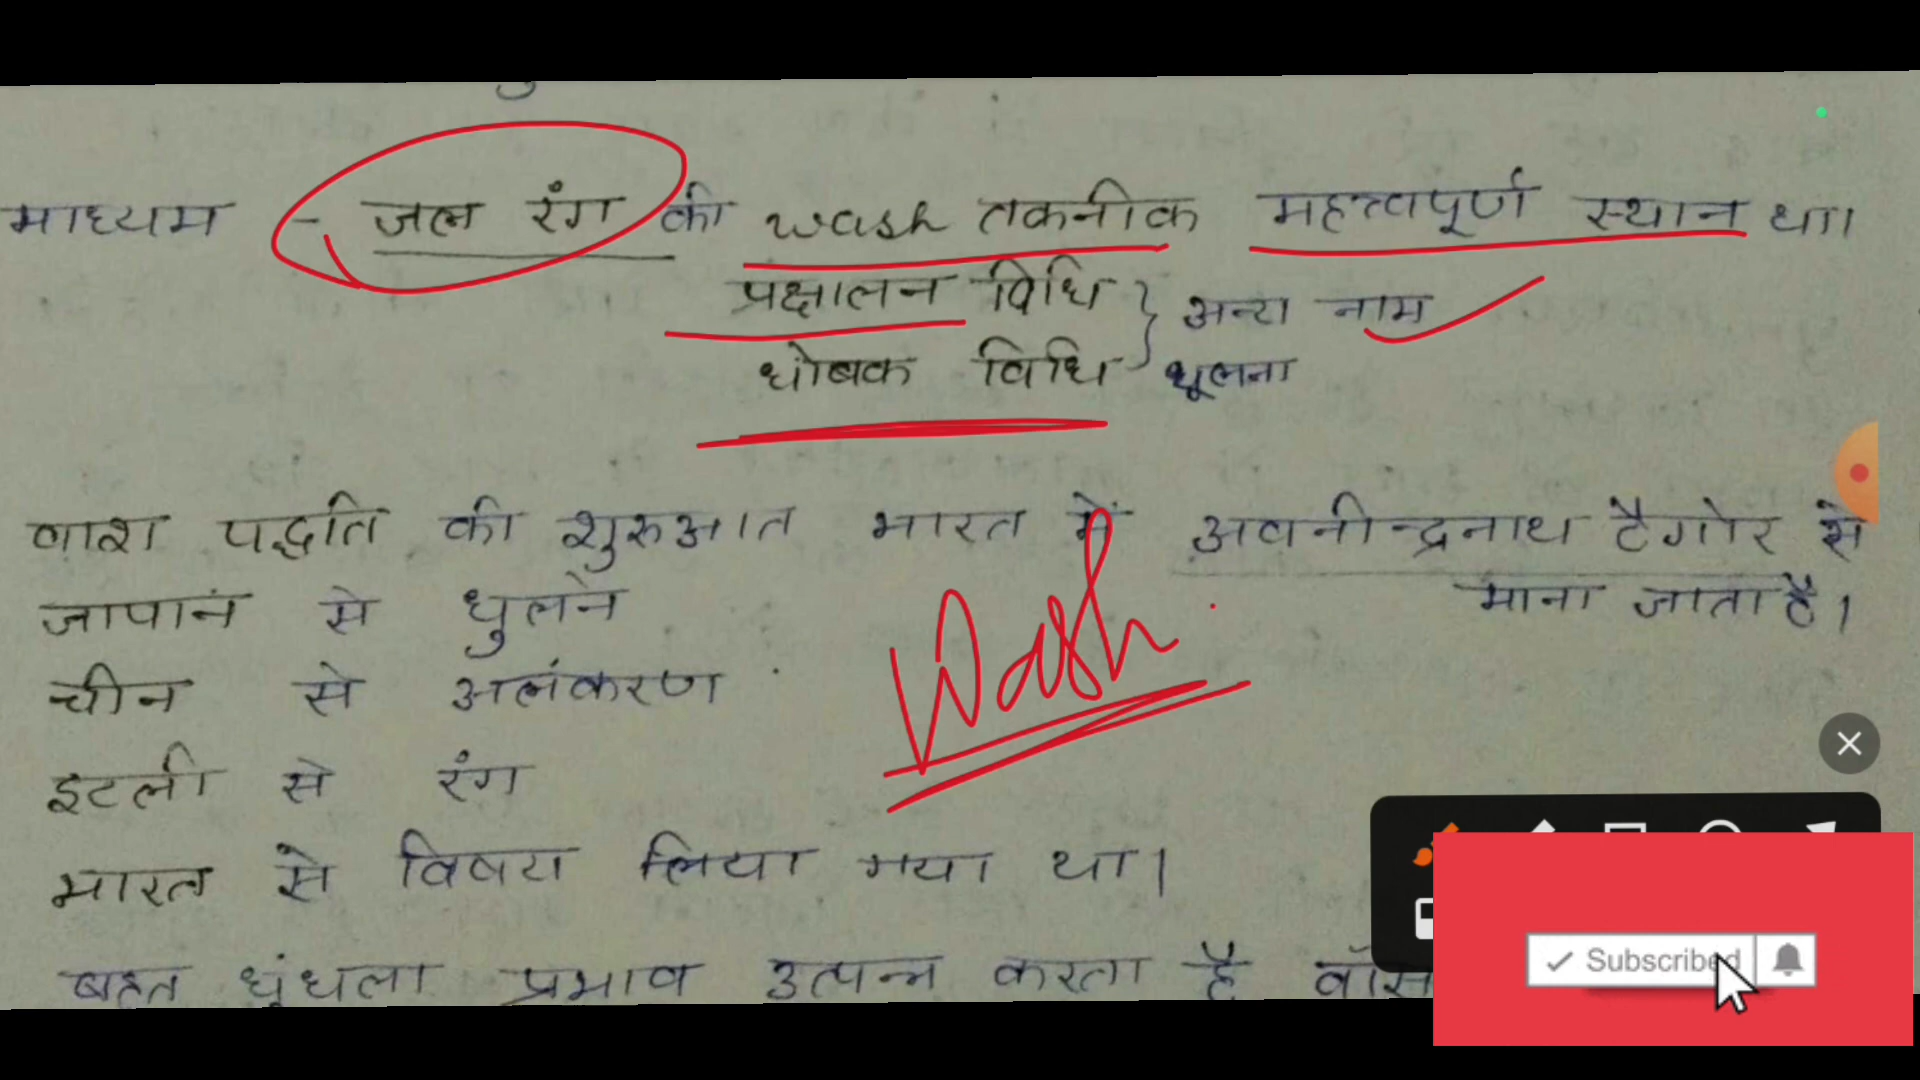 माध्यम - जल रंग की wash तकनीक महत्त्वपूर्ण स्थान था।
प्रक्षालन विधि } अन्य नाम
धोबक विधि } धूलना
वाश पद्धति की शुरुआत भारत में अवनीन्द्रनाथ टैगोर से
माना जाता है।
जापान से धुलने
Wash
चीन से अलंकरण
इटली से रंग
भारत से विषय लिया गया था।
बहत धुंधला प्रभाव उत्पन्न करता है
Subscribed